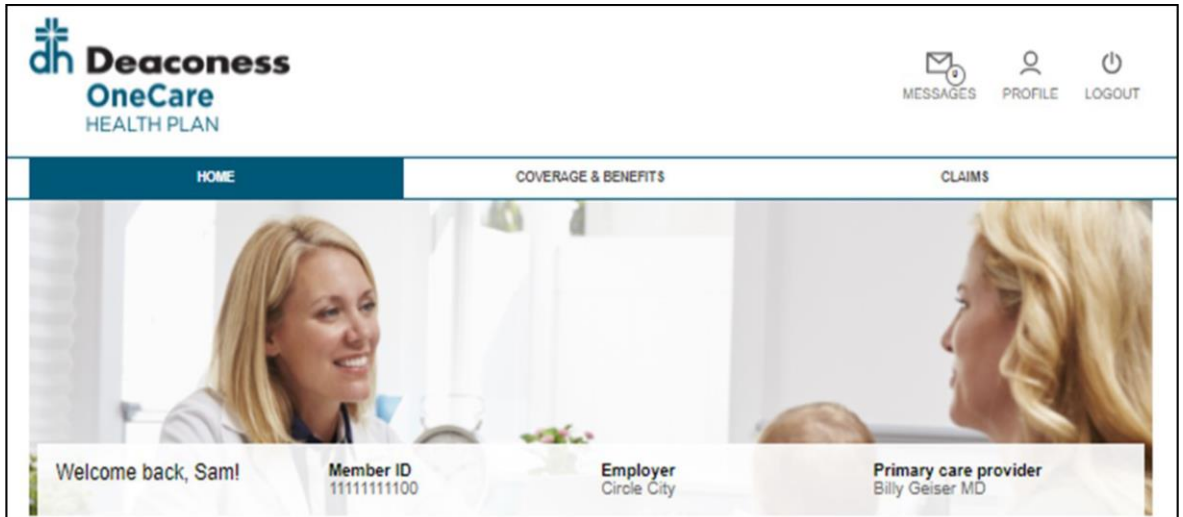 dh Deaconess
OneCare
HEALTH PLAN
MESSAGES PROFILE LOGOUT
HOME COVERAGE & BENEFITS CLAIMS
Welcome back, Sam! Member ID Employer Primary care provider
11111111100 Circle City Billy Geiser MD